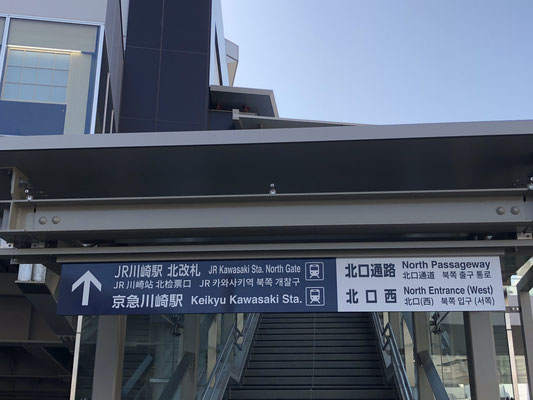 JR川崎駅 北改札 JR Kawasaki Sta. North Gate
JR 川崎站 北检票口 JR 카와사키역 북쪽 개찰구
京急川崎駅 Keikyu Kawasaki Sta.
北口通路 North Passageway
北口通道 북쪽 출구 통로
北口西 North Entrance (West)
北口(西) 북쪽 입구 (서쪽)